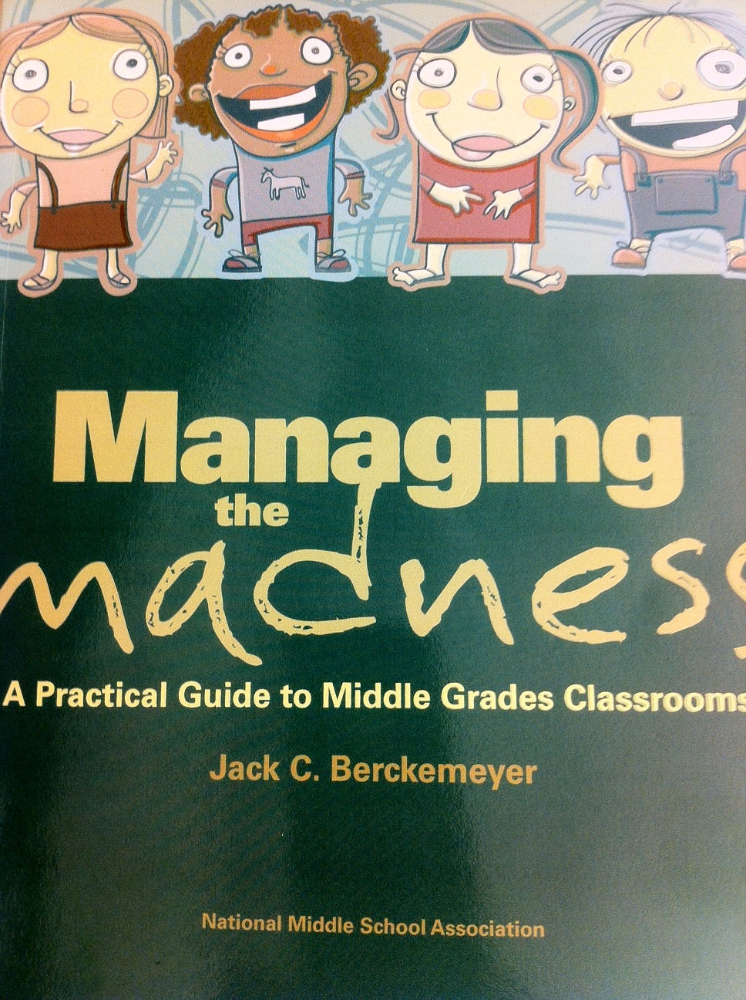 Managing
the
madness
A Practical Guide to Middle Grades Classrooms
Jack C. Berckemeyer
National Middle School Association